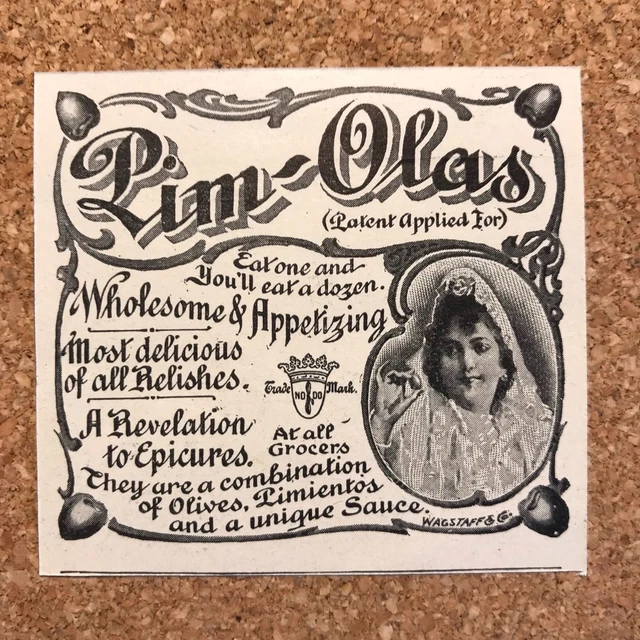 Pim-Olas
(Patent Applied For)
Eat one and
You'll eat a dozen.
Wholesome & Appetizing
Most delicious
of all Relishes.
Trade Mark.
NO DO
A Revelation
to Epicures.
At all
Grocers
They are a combination
of Olives, Pimientos
and a unique Sauce.
WAGSTAFF & Co.